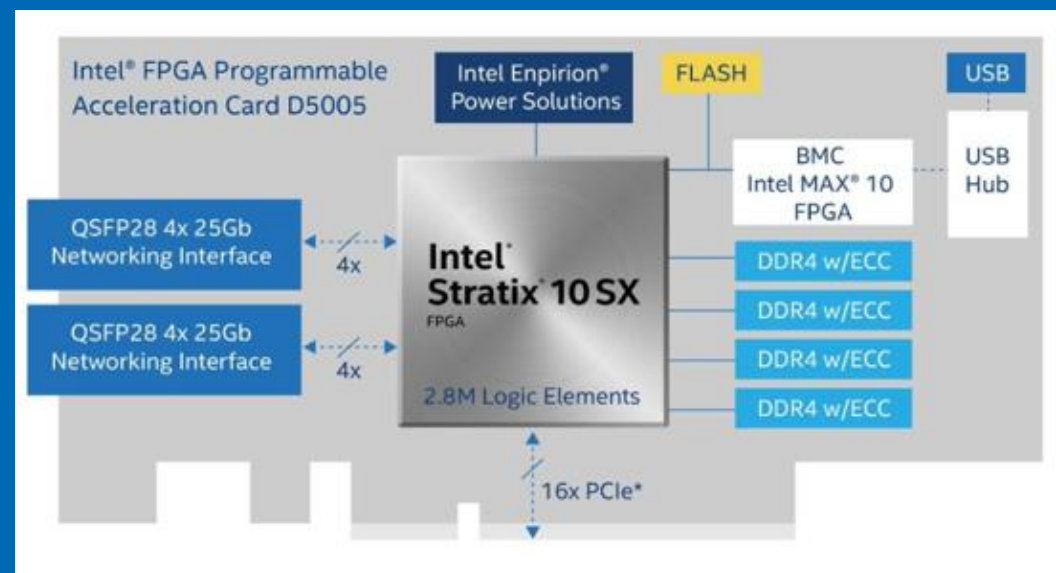 Intel® FPGA Programmable
Acceleration Card D5005
Intel Enpirion®
Power Solutions
FLASH
USB
BMC
Intel MAX® 10
FPGA
USB
Hub
QSFP28 4x 25Gb
Networking Interface
4x
QSFP28 4x 25Gb
Networking Interface
4x
Intel®
Stratix® 10 SX
FPGA
2.8M Logic Elements
DDR4 w/ECC
DDR4 w/ECC
DDR4 w/ECC
DDR4 w/ECC
16x PCIe*